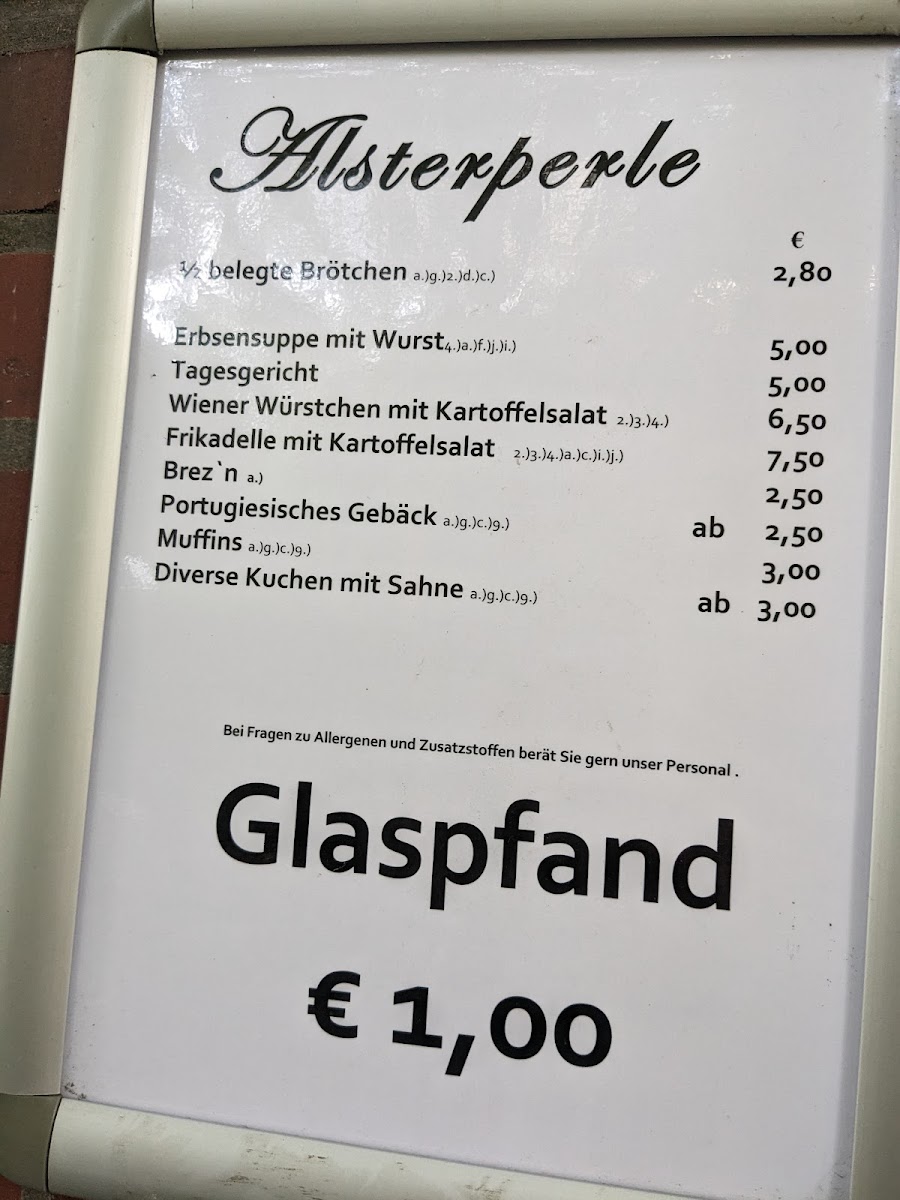 Alsterperle
€
½ belegte Brötchen a.)g.)2.)d.)c.) 2,80
Erbsensuppe mit Wurst4.)a.)f.)j.)i.) 5,00
Tagesgericht 5,00
Wiener Würstchen mit Kartoffelsalat 2.)3.)4.) 6,50
Frikadelle mit Kartoffelsalat 2.)3.)4.)a.)c.)i.)j.) 7,50
Brez`n a.) 2,50
Portugiesisches Gebäck a.)g.)c.)9.) ab 2,50
Muffins a.)g.)c.)9.) 3,00
Diverse Kuchen mit Sahne a.)g.)c.)9.) ab 3,00
Bei Fragen zu Allergenen und Zusatzstoffen berät Sie gern unser Personal .
Glaspfand
€ 1,00